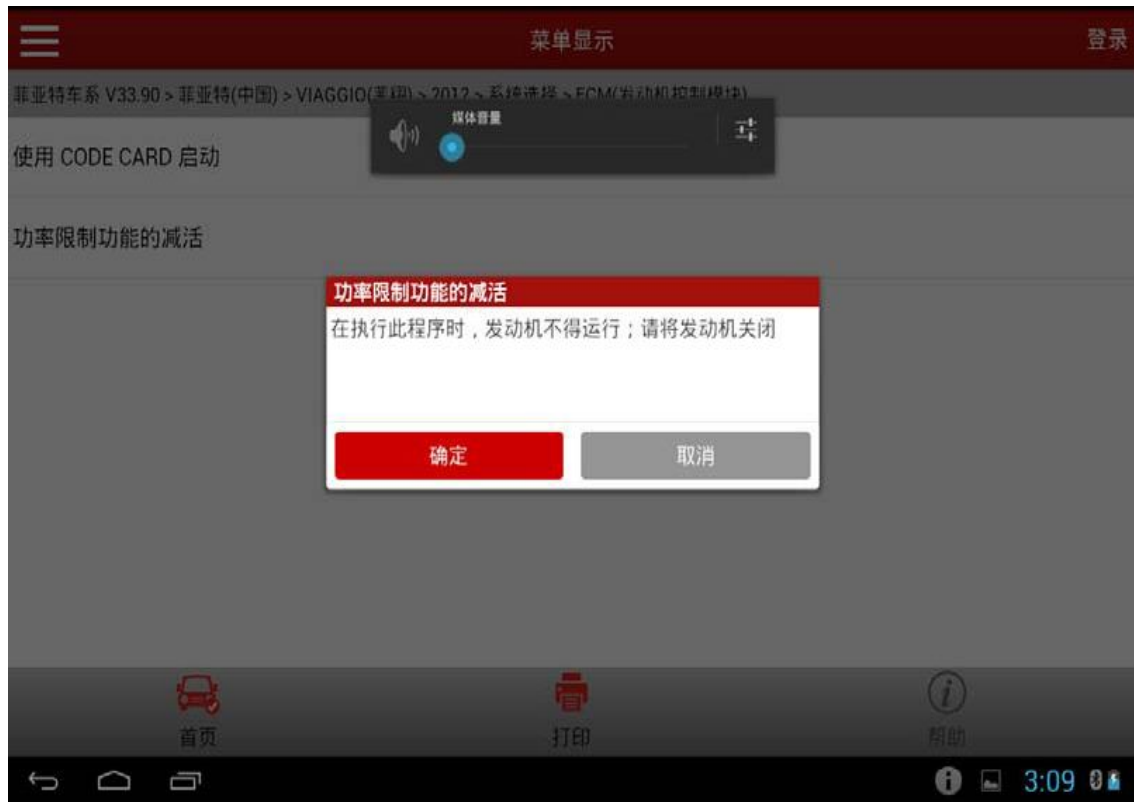 菜单显示
登录
菲亚特车系 V33.90 > 菲亚特(中国) > VIAGGIO(菲翔) > 2012 > 系统选择 > ECM(发动机控制模块)
媒体音量
使用 CODE CARD 启动
功率限制功能的减活
功率限制功能的减活
在执行此程序时，发动机不得运行；请将发动机关闭
确定
取消
首页
打印
帮助
3:09